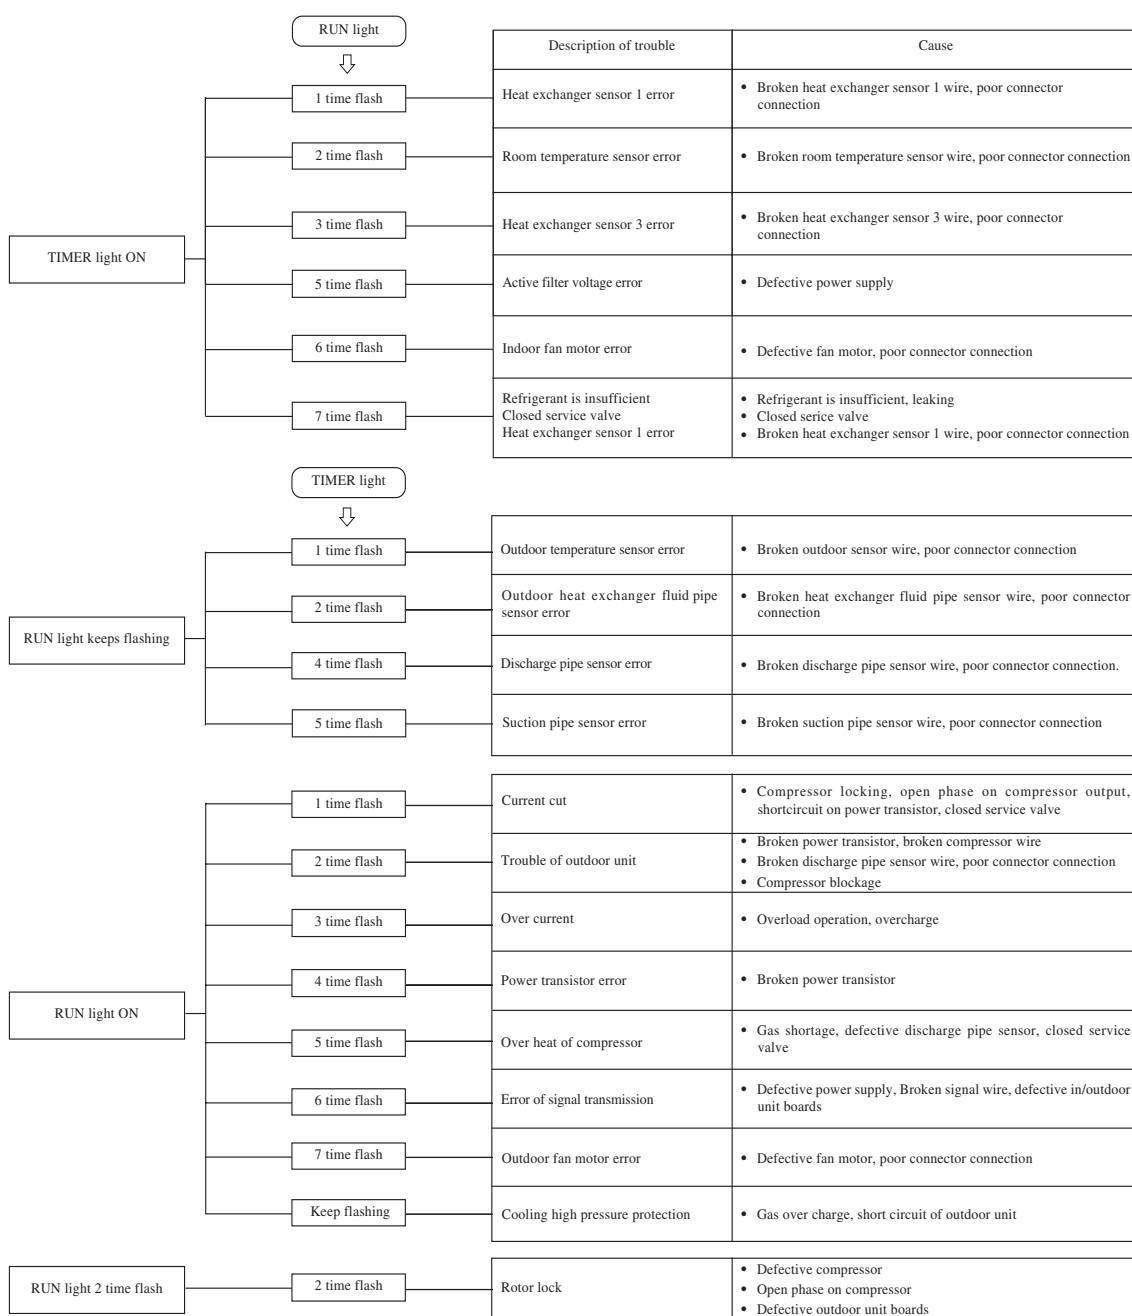 RUN light
Description of trouble
Cause
TIMER light ON
1 time flash
Heat exchanger sensor 1 error
• Broken heat exchanger sensor 1 wire, poor connector
connection
2 time flash
Room temperature sensor error
• Broken room temperature sensor wire, poor connector connection
3 time flash
Heat exchanger sensor 3 error
• Broken heat exchanger sensor 3 wire, poor connector
connection
5 time flash
Active filter voltage error
• Defective power supply
6 time flash
Indoor fan motor error
• Defective fan motor, poor connector connection
7 time flash
Refrigerant is insufficient
Closed service valve
Heat exchanger sensor 1 error
• Refrigerant is insufficient, leaking
• Closed serice valve
• Broken heat exchanger sensor 1 wire, poor connector connection
TIMER light
RUN light keeps flashing
1 time flash
Outdoor temperature sensor error
• Broken outdoor sensor wire, poor connector connection
2 time flash
Outdoor heat exchanger fluid pipe
sensor error
• Broken heat exchanger fluid pipe sensor wire, poor connector
connection
4 time flash
Discharge pipe sensor error
• Broken discharge pipe sensor wire, poor connector connection.
5 time flash
Suction pipe sensor error
• Broken suction pipe sensor wire, poor connector connection
RUN light ON
1 time flash
Current cut
• Compressor locking, open phase on compressor output,
shortcircuit on power transistor, closed service valve
2 time flash
Trouble of outdoor unit
• Broken power transistor, broken compressor wire
• Broken discharge pipe sensor wire, poor connector connection
• Compressor blockage
3 time flash
Over current
• Overload operation, overcharge
4 time flash
Power transistor error
• Broken power transistor
5 time flash
Over heat of compressor
• Gas shortage, defective discharge pipe sensor, closed service
valve
6 time flash
Error of signal transmission
• Defective power supply, Broken signal wire, defective in/outdoor
unit boards
7 time flash
Outdoor fan motor error
• Defective fan motor, poor connector connection
Keep flashing
Cooling high pressure protection
• Gas over charge, short circuit of outdoor unit
RUN light 2 time flash
2 time flash
Rotor lock
• Defective compressor
• Open phase on compressor
• Defective outdoor unit boards